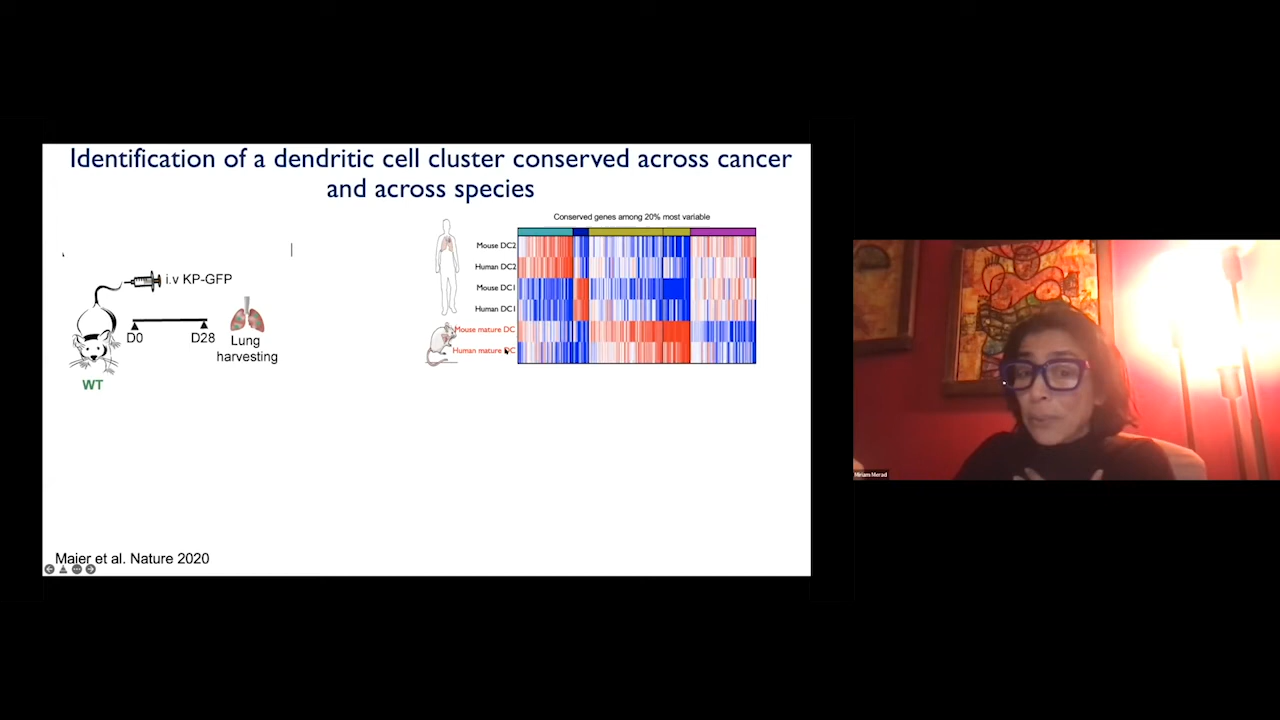 Identification of a dendritic cell cluster conserved across cancer
and across species
i.v KP-GFP
D0
D28
Lung
harvesting
WT
Conserved genes among 20% most variable
Mouse DC2
Human DC2
Mouse DC1
Human DC1
Mouse mature DC
Human mature DC
Maier et al. Nature 2020
Miriam Merad